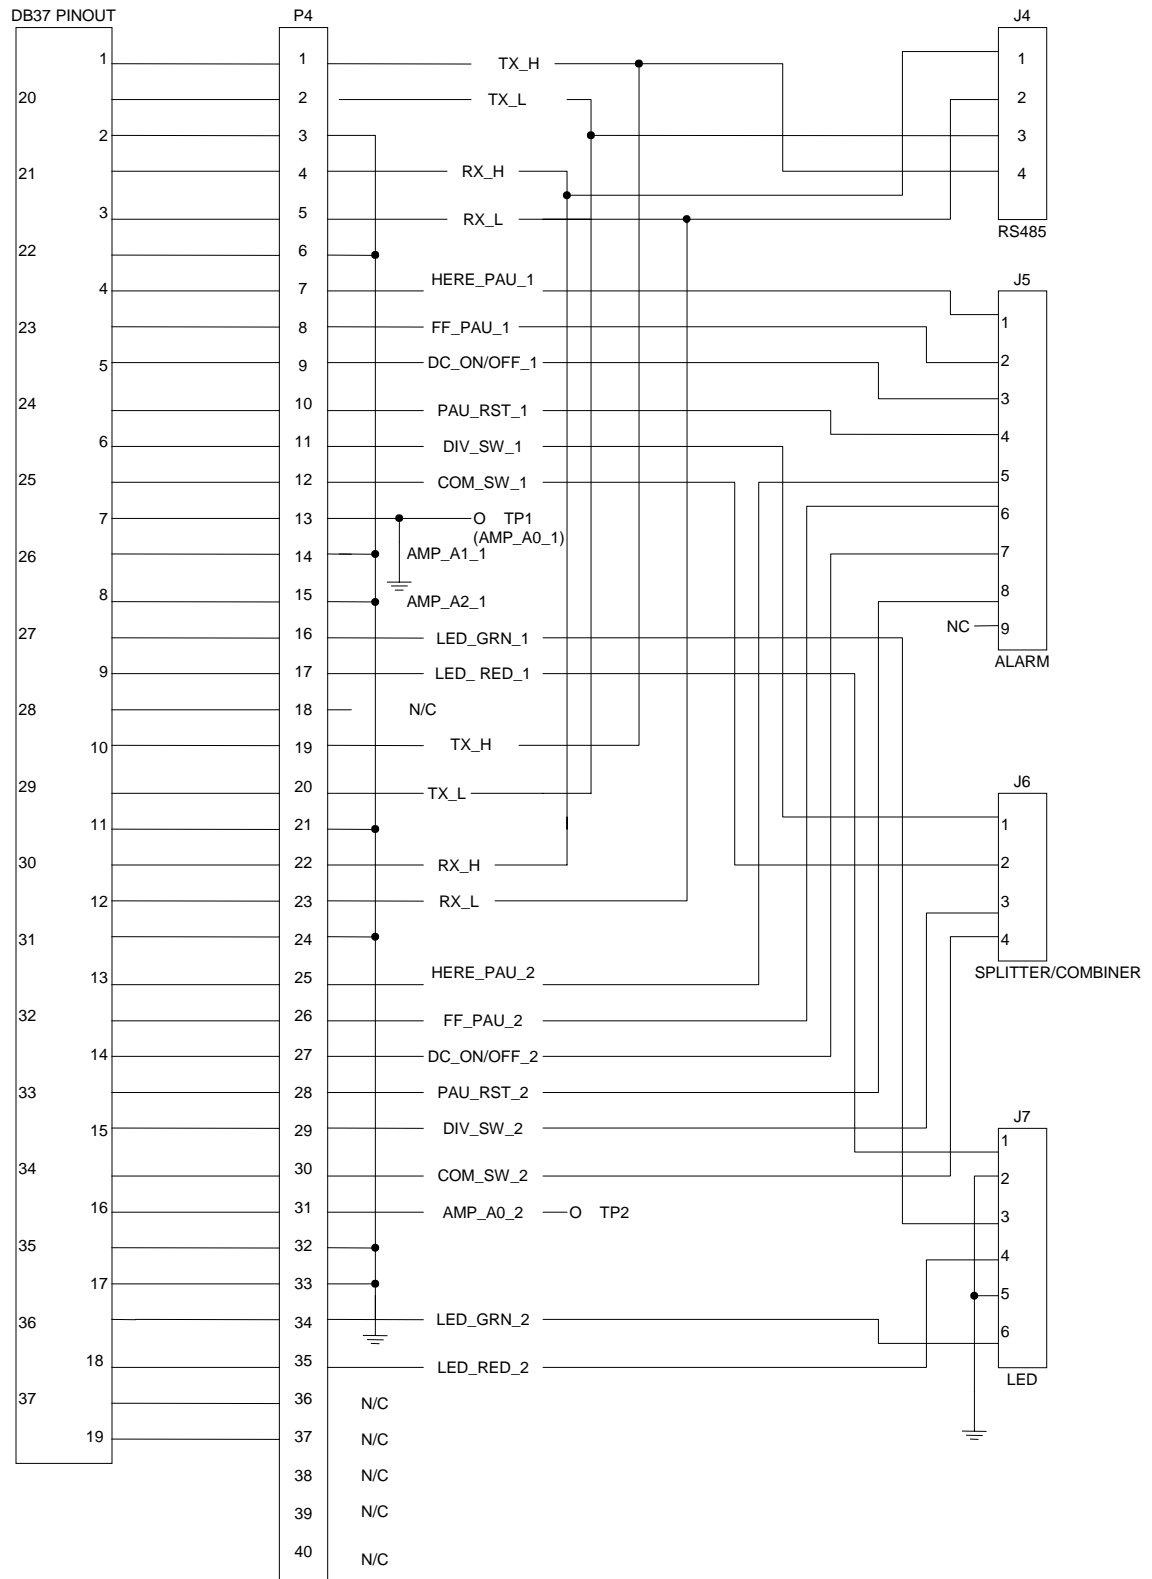 DB37 PINOUT P4 J4
1 1 TX_H 1
20 2 TX_L 2
2 3 3
21 4 RX_H 4
3 5 RX_L
RS485
22 6
J5
4 7 HERE_PAU_1
1
23 8 FF_PAU_1
2
5 9 DC_ON/OFF_1
3
24 10 PAU_RST_1
4
6 11 DIV_SW_1
25 12 COM_SW_1 5
7 13 O TP1 6
(AMP_A0_1)
26 14 AMP_A1_1 7
8 15 AMP_A2_1 8
27 16 LED_GRN_1 NC 9
ALARM
9 17 LED_ RED_1
28 18 N/C
10 19 TX_H
J6
29 20 TX_L
11 21 1
30 22 RX_H 2
12 23 RX_L 3
31 24 4
13 25 HERE_PAU_2 SPLITTER/COMBINER
32 26 FF_PAU_2
14 27 DC_ON/OFF_2
33 28 PAU_RST_2
J7
15 29 DIV_SW_2 1
34 30 COM_SW_2 2
16 31 AMP_A0_2 O TP2 3
35 32 4
17 33 5
36 34 LED_GRN_2 6
18 35 LED_RED_2
LED
37 36 N/C
19 37 N/C
38 N/C
39 N/C
40 N/C